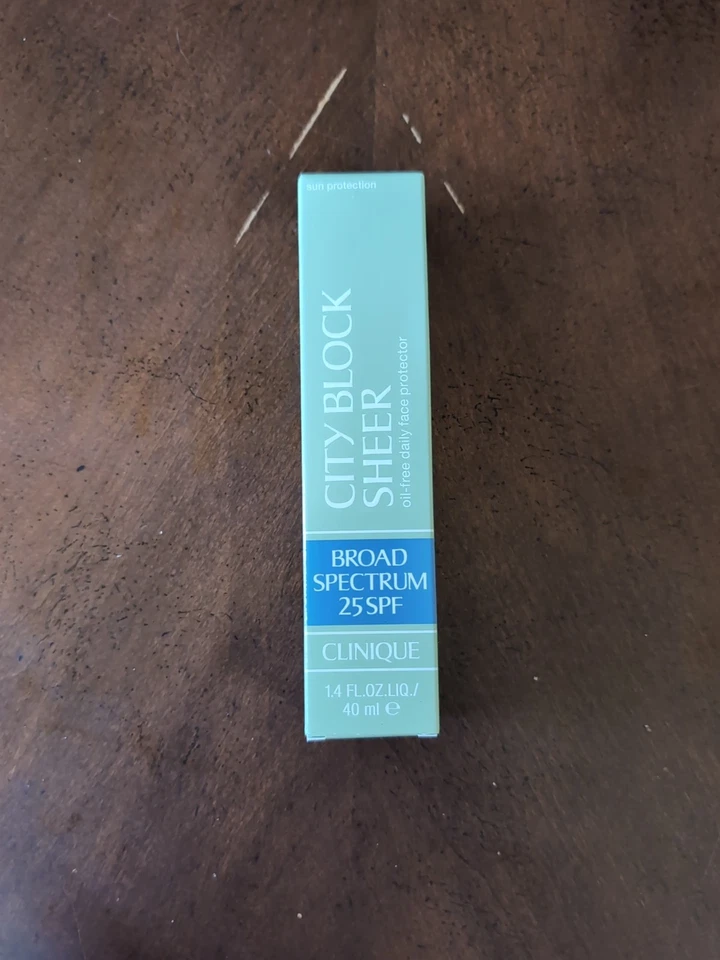 sun protection
CITY BLOCK
SHEER
oil-free daily face protector
BROAD
SPECTRUM
25 SPF
CLINIQUE
1.4 FL.OZ.LIQ./
40 ml ℮